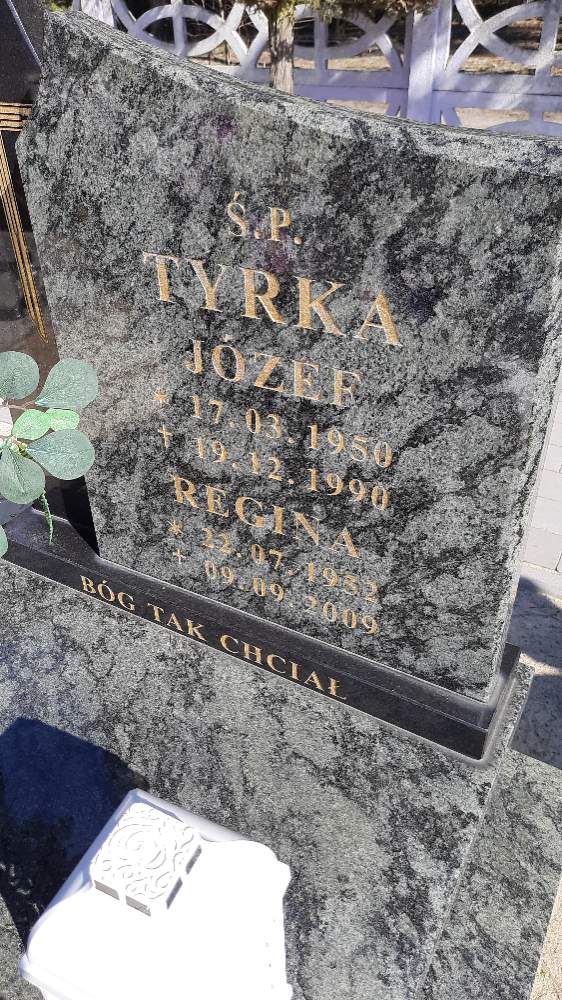 Ś.P.
TYRKA
JÓZEF
* 17.03.1950
† 19.12.1990
REGINA
* 22.07.1952
† 09.09.2009
BÓG TAK CHCIAŁ